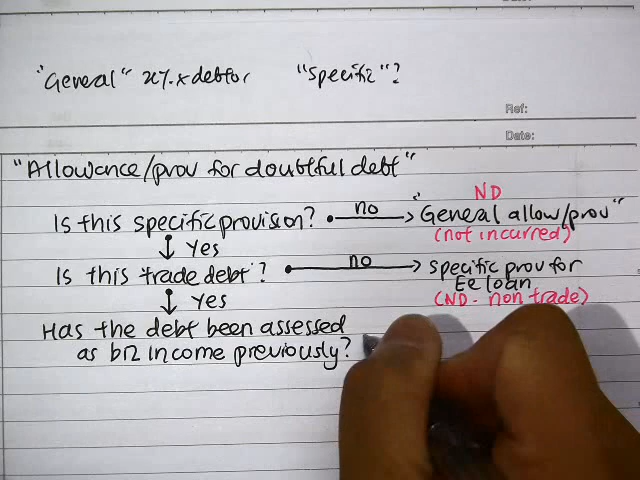 "General" x%. x debtor "Specific"?
Ref:
Date:
"Allowance/prov for doubtful debt"
ND
Is this specific provision? no "General allow/prov"
(not incurred)
Yes
Is this trade debt? no specific prov for
Ee loan
Yes (ND - non trade)
Has the debt been assessed
as biz income previously?